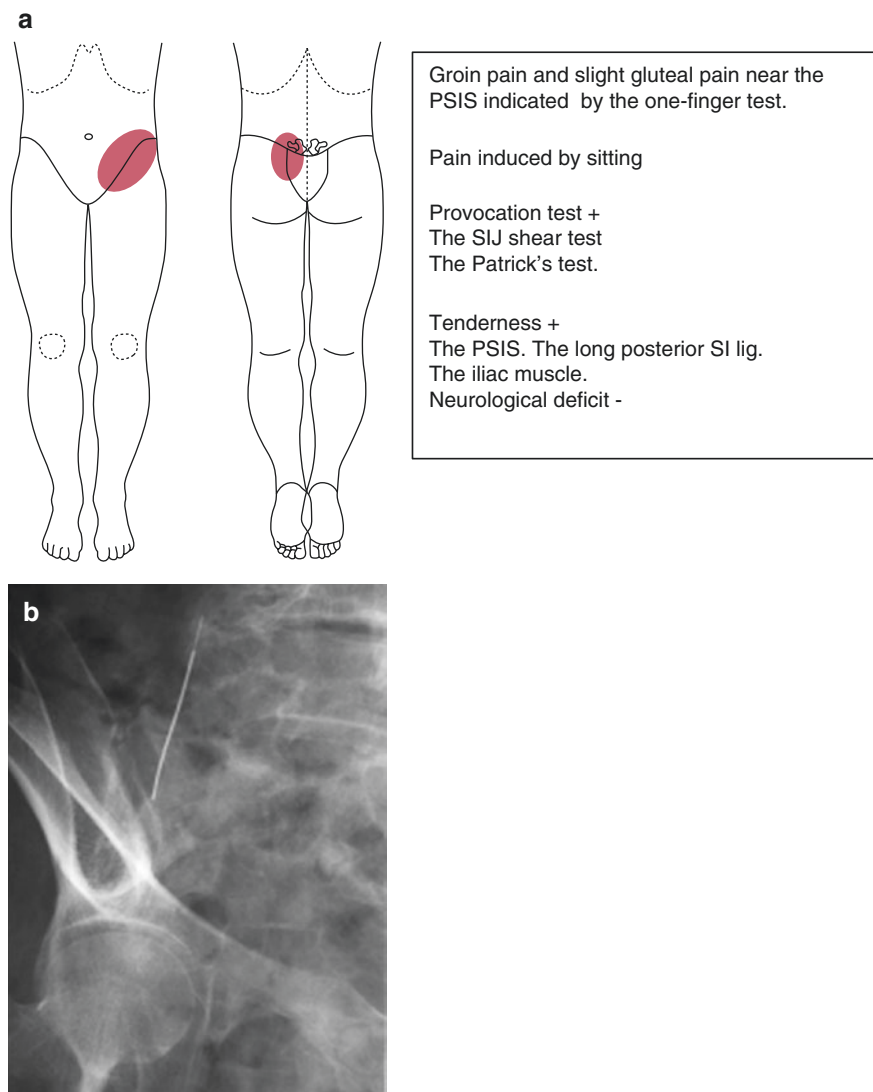 a
Groin pain and slight gluteal pain near the
PSIS indicated by the one-finger test.
Pain induced by sitting
Provocation test +
The SIJ shear test
The Patrick's test.
Tenderness +
The PSIS. The long posterior SI lig.
The iliac muscle.
Neurological deficit -
b